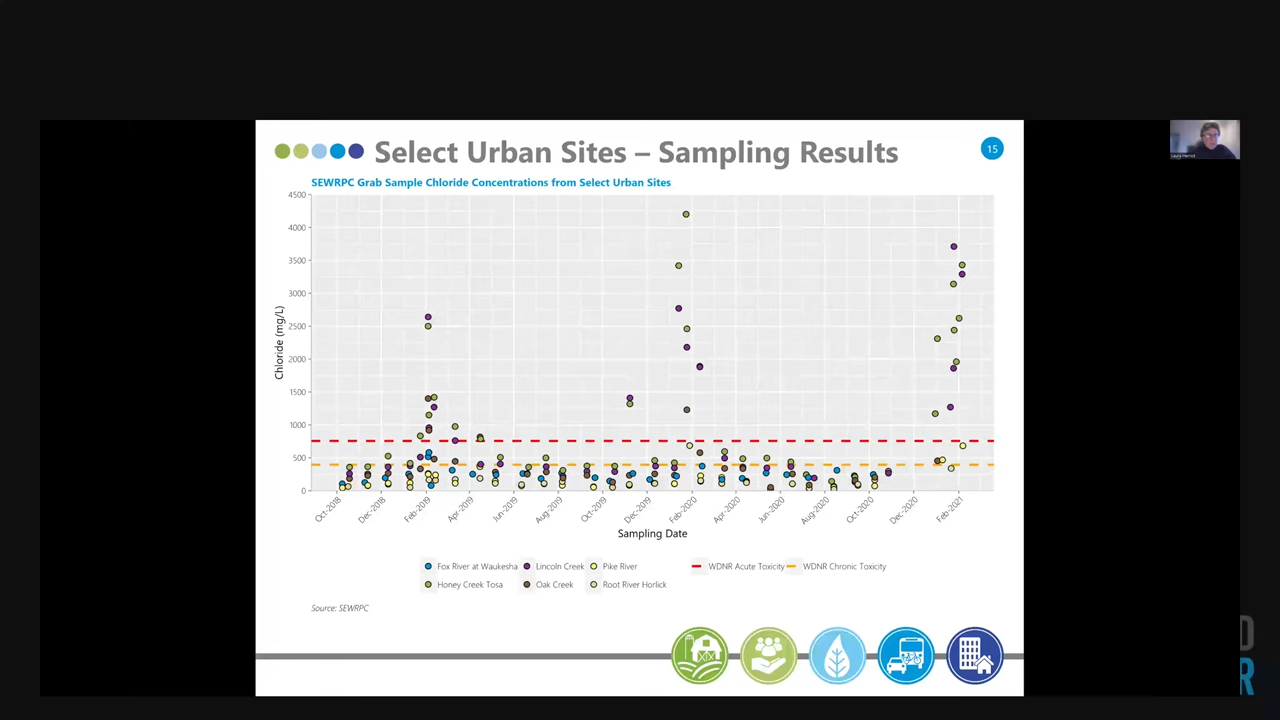 Select Urban Sites – Sampling Results
15
SEWRPC Grab Sample Chloride Concentrations from Select Urban Sites
4500
4000
3500
3000
2500
2000
1500
1000
500
0
Chloride (mg/L)
Oct-2018
Dec-2018
Feb-2019
Apr-2019
Jun-2019
Aug-2019
Oct-2019
Dec-2019
Feb-2020
Apr-2020
Jun-2020
Aug-2020
Oct-2020
Dec-2020
Feb-2021
Sampling Date
Fox River at Waukesha Lincoln Creek Pike River WDNR Acute Toxicity WDNR Chronic Toxicity
Honey Creek Tosa Oak Creek Root River Horlick
Source: SEWRPC
D
R